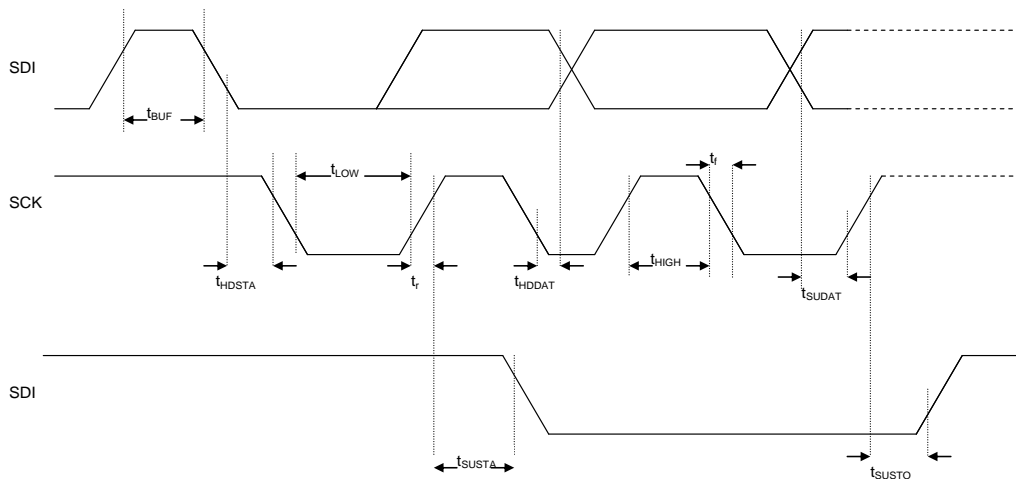 SDI
tBUF
tLOW
tf
SCK
tHDSTA
tr
tHDDAT
tHIGH
tSUDAT
SDI
tSUSTA
tSUSTO